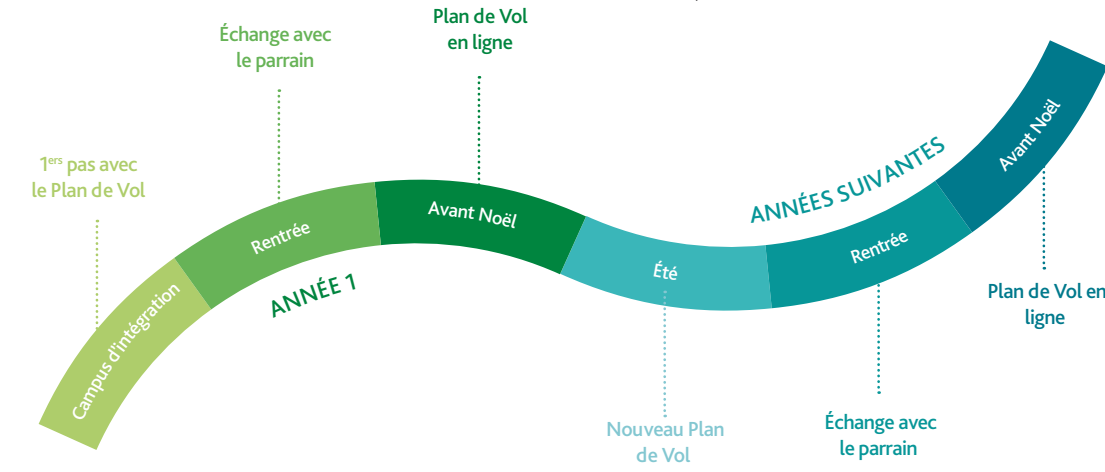 Plan de Vol
en ligne
Échange avec
le parrain
1ers pas avec
le Plan de Vol
Campus d'intégration
Rentrée
Avant Noël
ANNÉE 1
Été
Rentrée
Avant Noël
ANNÉES SUIVANTES
Nouveau Plan
de Vol
Échange avec
le parrain
Plan de Vol en
ligne